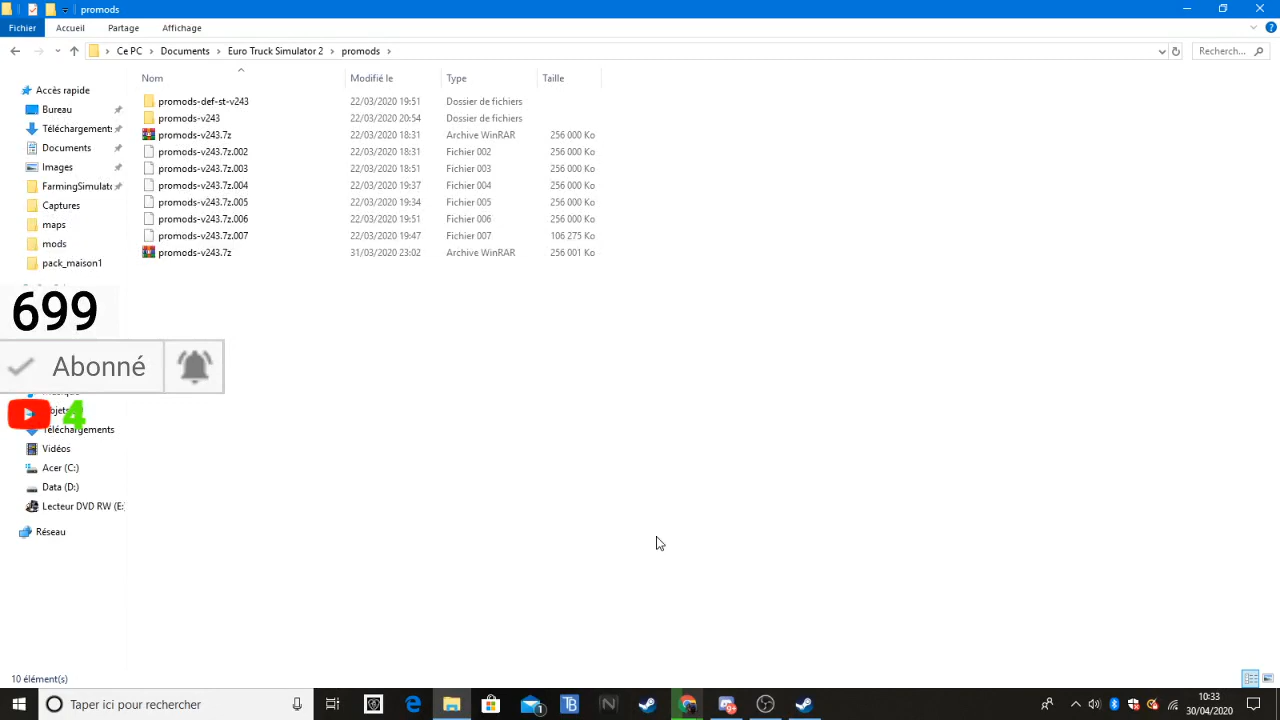 promods
Fichier Accueil Partage Affichage
Ce PC Documents Euro Truck Simulator 2 promods Recherch...
Nom Modifié le Type Taille
promods-def-st-v243 22/03/2020 19:51 Dossier de fichiers
promods-v243 22/03/2020 20:54 Dossier de fichiers
promods-v243.7z 22/03/2020 18:31 Archive WinRAR 256 000 Ko
promods-v243.7z.002 22/03/2020 18:31 Fichier 002 256 000 Ko
promods-v243.7z.003 22/03/2020 18:51 Fichier 003 256 000 Ko
promods-v243.7z.004 22/03/2020 19:37 Fichier 004 256 000 Ko
promods-v243.7z.005 22/03/2020 19:34 Fichier 005 256 000 Ko
promods-v243.7z.006 22/03/2020 19:51 Fichier 006 256 000 Ko
promods-v243.7z.007 22/03/2020 19:47 Fichier 007 106 275 Ko
promods-v243.7z 31/03/2020 23:02 Archive WinRAR 256 001 Ko
Accès rapide
Bureau
Téléchargements
Documents
Images
FarmingSimulato
Captures
maps
mods
pack_maison1
699
Abonné
4
Téléchargements
Vidéos
Acer (C:)
Data (D:)
Lecteur DVD RW (E:
Réseau
10 élément(s)
Taper ici pour rechercher
10:33
30/04/2020